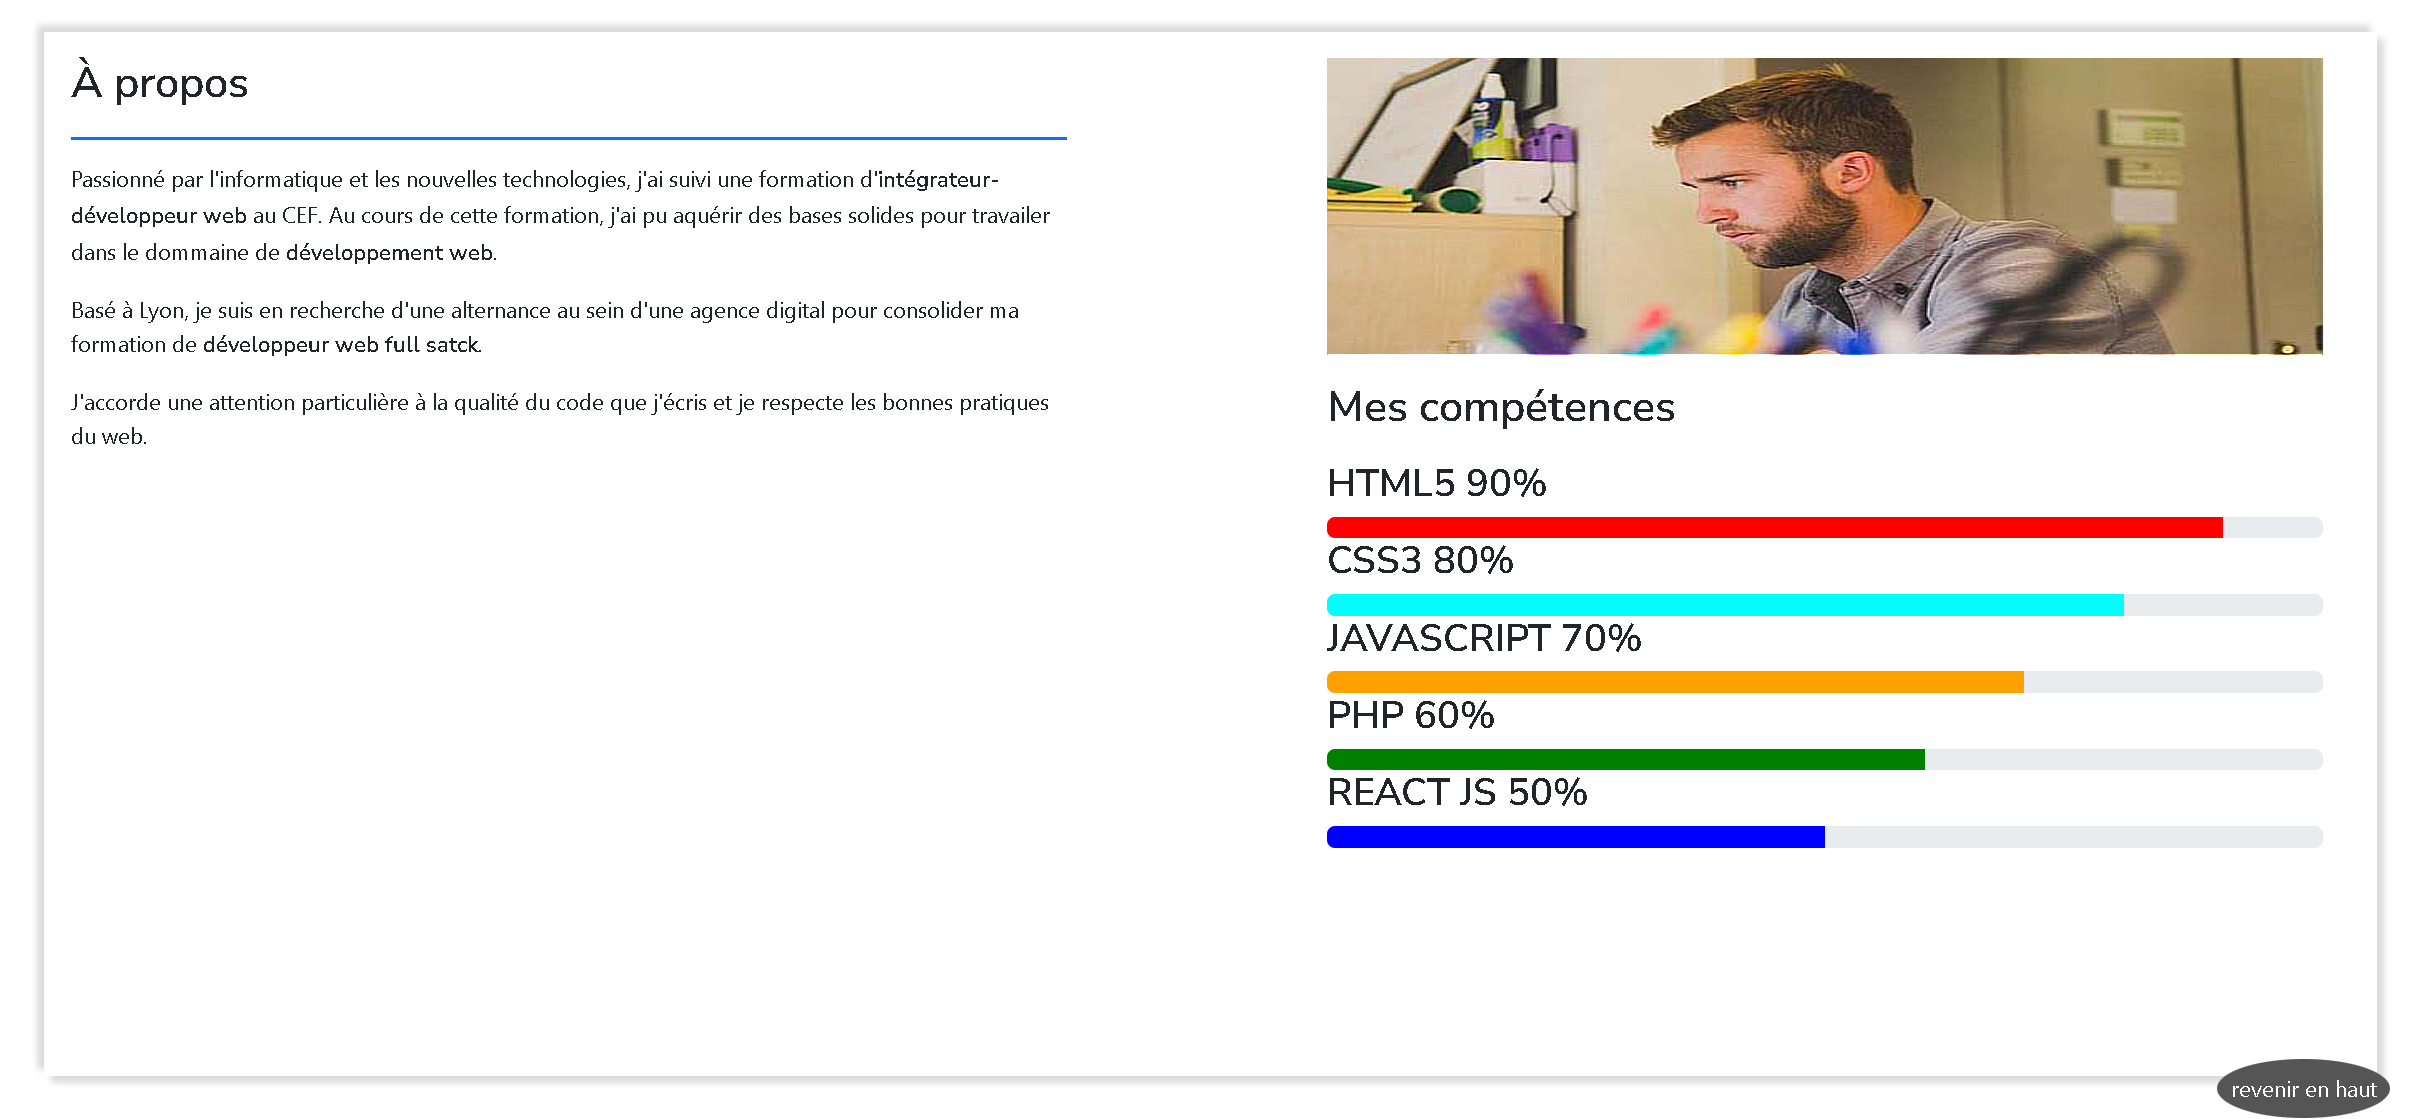 À propos
Passionné par l'informatique et les nouvelles technologies, j'ai suivi une formation d'intégrateur-
développeur web au CEF. Au cours de cette formation, j'ai pu aquérir des bases solides pour travailer
dans le dommaine de développement web.
Basé à Lyon, je suis en recherche d'une alternance au sein d'une agence digital pour consolider ma
formation de développeur web full satck.
J'accorde une attention particulière à la qualité du code que j'écris et je respecte les bonnes pratiques
du web.
Mes compétences
HTML5 90%
CSS3 80%
JAVASCRIPT 70%
PHP 60%
REACT JS 50%
revenir en haut